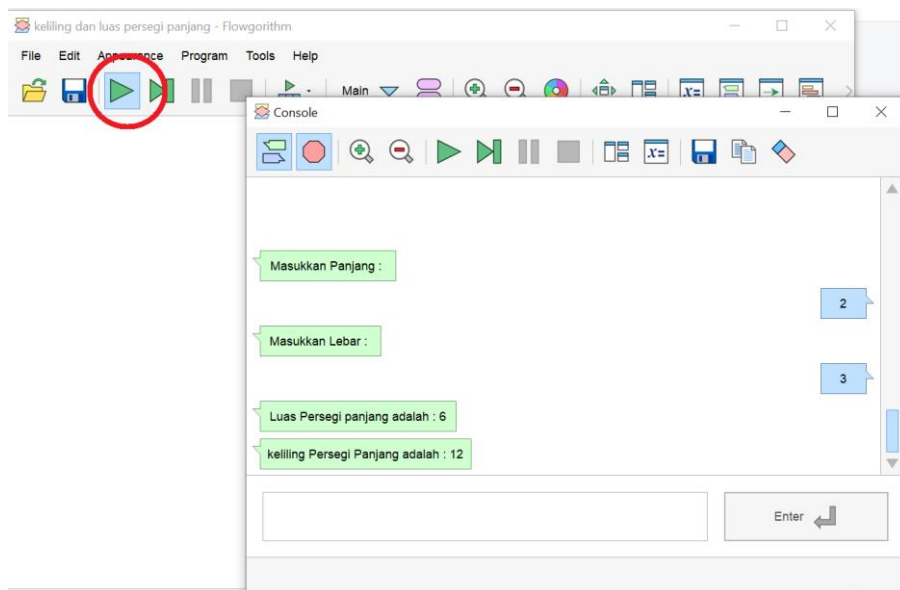 keliling dan luas persegi panjang - Flowgorithm
File Edit Appearance Program Tools Help
Main
x=
Console
x=
Masukkan Panjang :
2
Masukkan Lebar :
3
Luas Persegi panjang adalah : 6
keliling Persegi Panjang adalah : 12
Enter